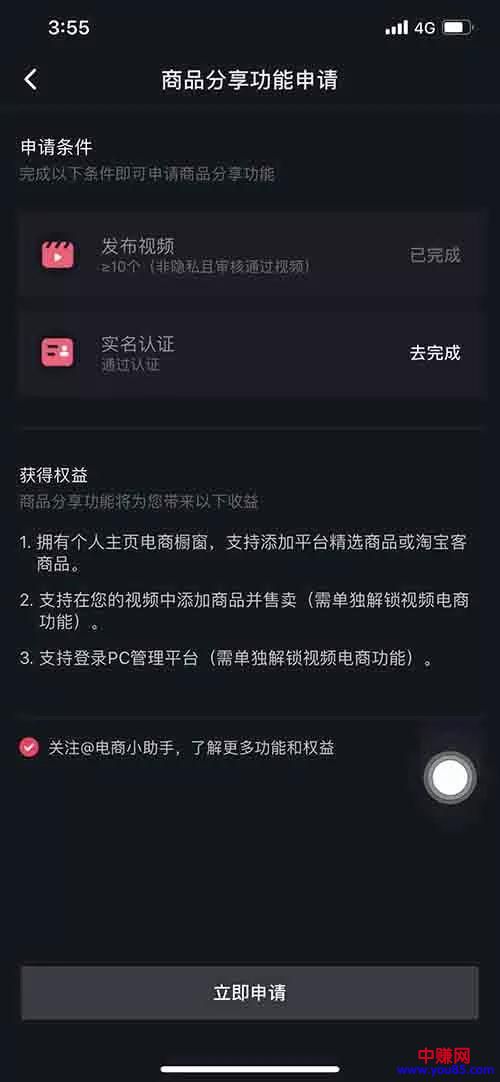 3:55
4G
商品分享功能申请
申请条件
完成以下条件即可申请商品分享功能
发布视频
≥10个（非隐私且审核通过视频）
已完成
实名认证
通过认证
去完成
获得权益
商品分享功能将为您带来以下收益
1. 拥有个人主页电商橱窗，支持添加平台精选商品或淘宝客
商品。
2. 支持在您的视频中添加商品并售卖（需单独解锁视频电商
功能）。
3. 支持登录PC管理平台（需单独解锁视频电商功能）。
关注@电商小助手，了解更多功能和权益
立即申请
中赚网
www.you85.com